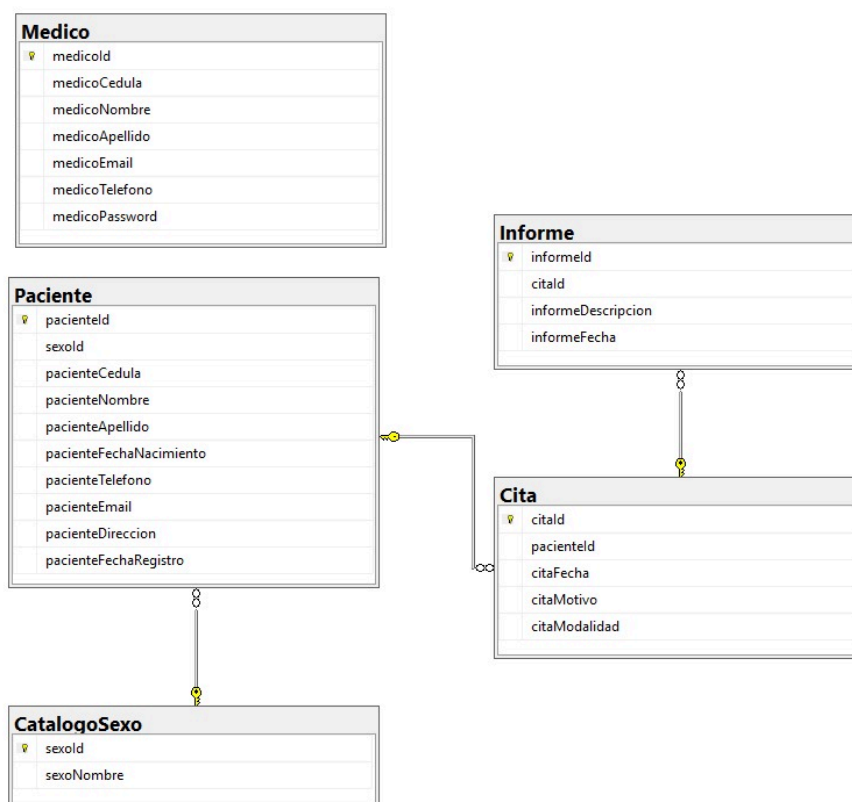 Medico
medicoId
medicoCedula
medicoNombre
medicoApellido
medicoEmail
medicoTelefono
medicoPassword
Informe
informeId
citaId
informeDescripcion
informeFecha
Paciente
pacienteId
sexoId
pacienteCedula
pacienteNombre
pacienteApellido
pacienteFechaNacimiento
pacienteTelefono
pacienteEmail
pacienteDireccion
pacienteFechaRegistro
Cita
citaId
pacienteId
citaFecha
citaMotivo
citaModalidad
CatalogoSexo
sexoId
sexoNombre